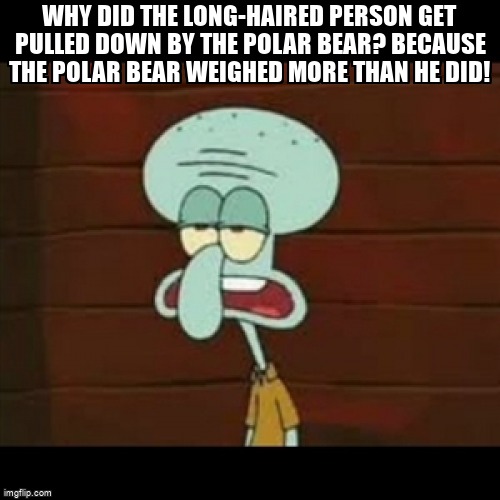 WHY DID THE LONG-HAIRED PERSON GET
PULLED DOWN BY THE POLAR BEAR? BECAUSE
THE POLAR BEAR WEIGHED MORE THAN HE DID!
imgflip.com